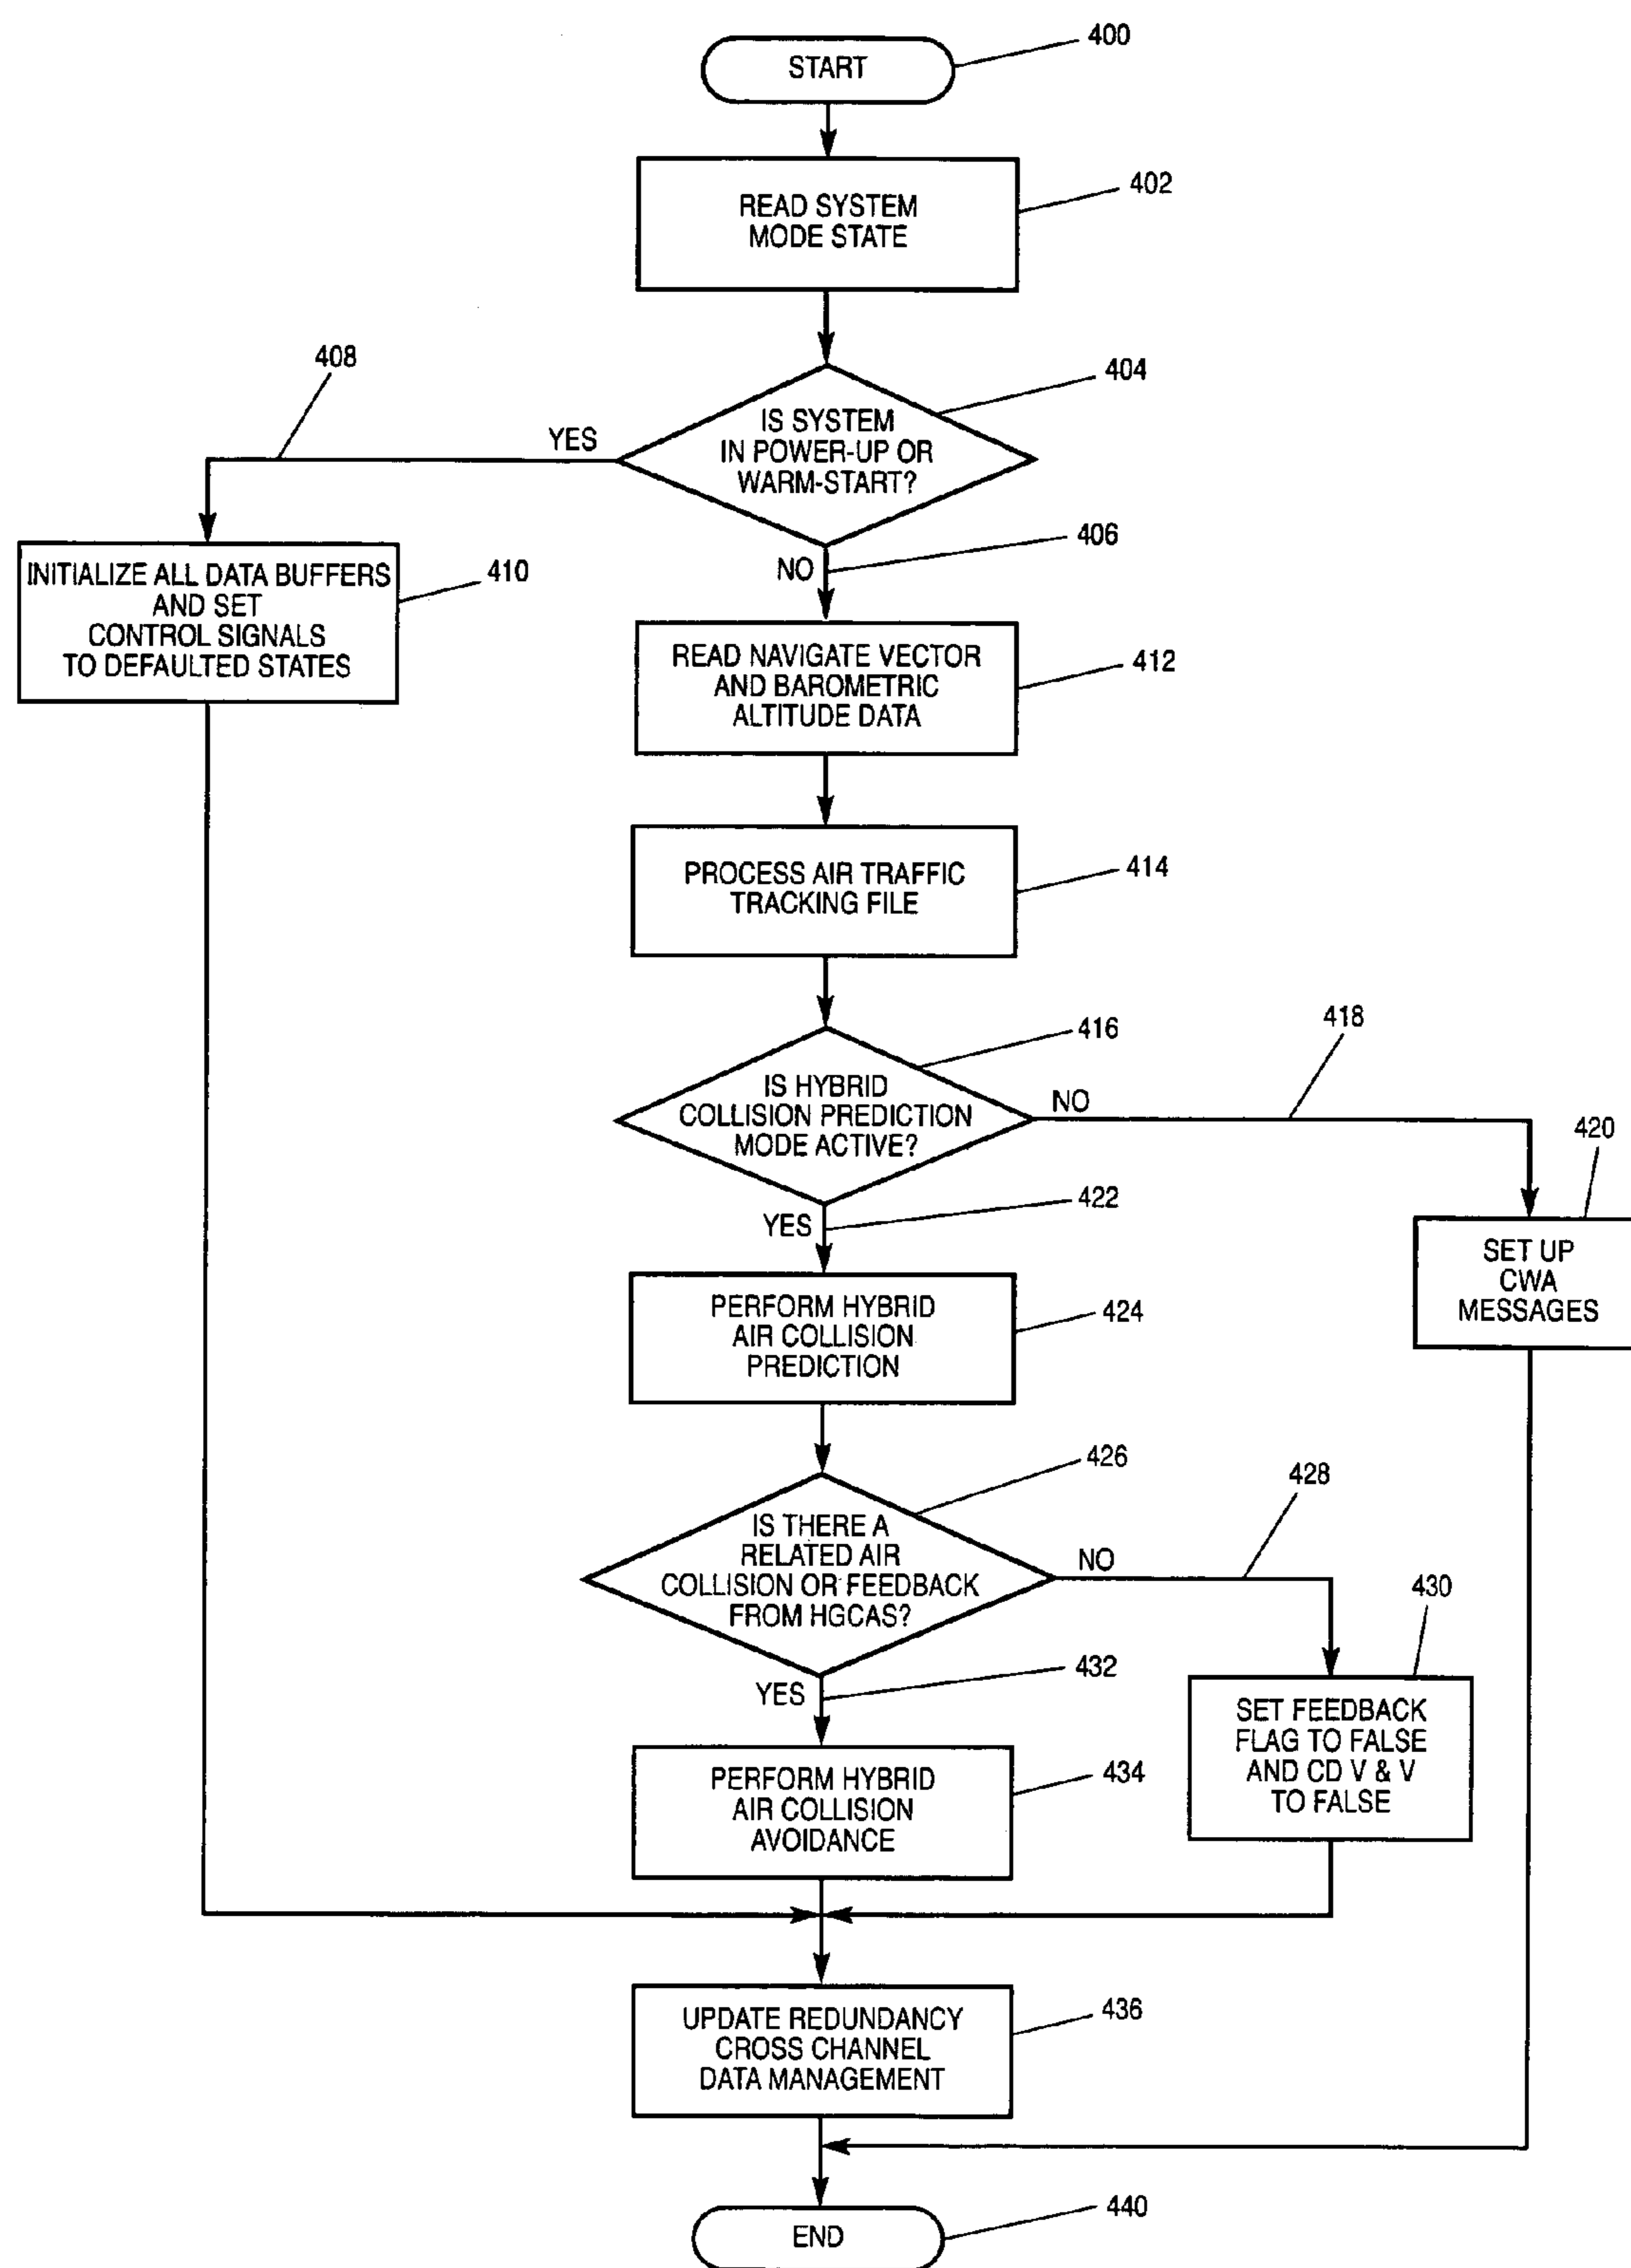 START
400
READ SYSTEM
MODE STATE
402
408
404
IS SYSTEM
IN POWER-UP OR
WARM-START?
YES
406
NO
INITIALIZE ALL DATA BUFFERS
AND SET
CONTROL SIGNALS
TO DEFAULTED STATES
410
READ NAVIGATE VECTOR
AND BAROMETRIC
ALTITUDE DATA
412
PROCESS AIR TRAFFIC
TRACKING FILE
414
416
418
IS HYBRID
COLLISION PREDICTION
MODE ACTIVE?
NO
420
422
YES
SET UP
CWA
MESSAGES
PERFORM HYBRID
AIR COLLISION
PREDICTION
424
426
428
IS THERE A
RELATED AIR
COLLISION OR FEEDBACK
FROM HGCAS?
NO
430
432
YES
SET FEEDBACK
FLAG TO FALSE
AND CD V & V
TO FALSE
PERFORM HYBRID
AIR COLLISION
AVOIDANCE
434
UPDATE REDUNDANCY
CROSS CHANNEL
DATA MANAGEMENT
436
END
440